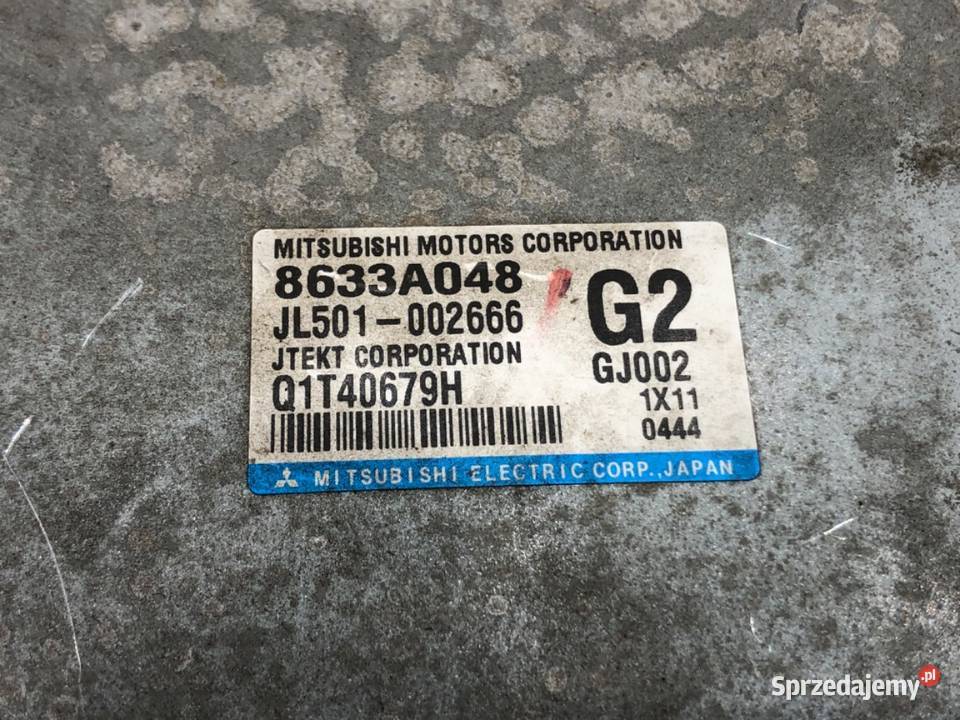 MITSUBISHI MOTORS CORPORATION
8633A048
JL501-002666
G2
JTEKT CORPORATION
GJ002
Q1T40679H
1X11
0444
MITSUBISHI ELECTRIC CORP., JAPAN
Sprzedajemy.pl